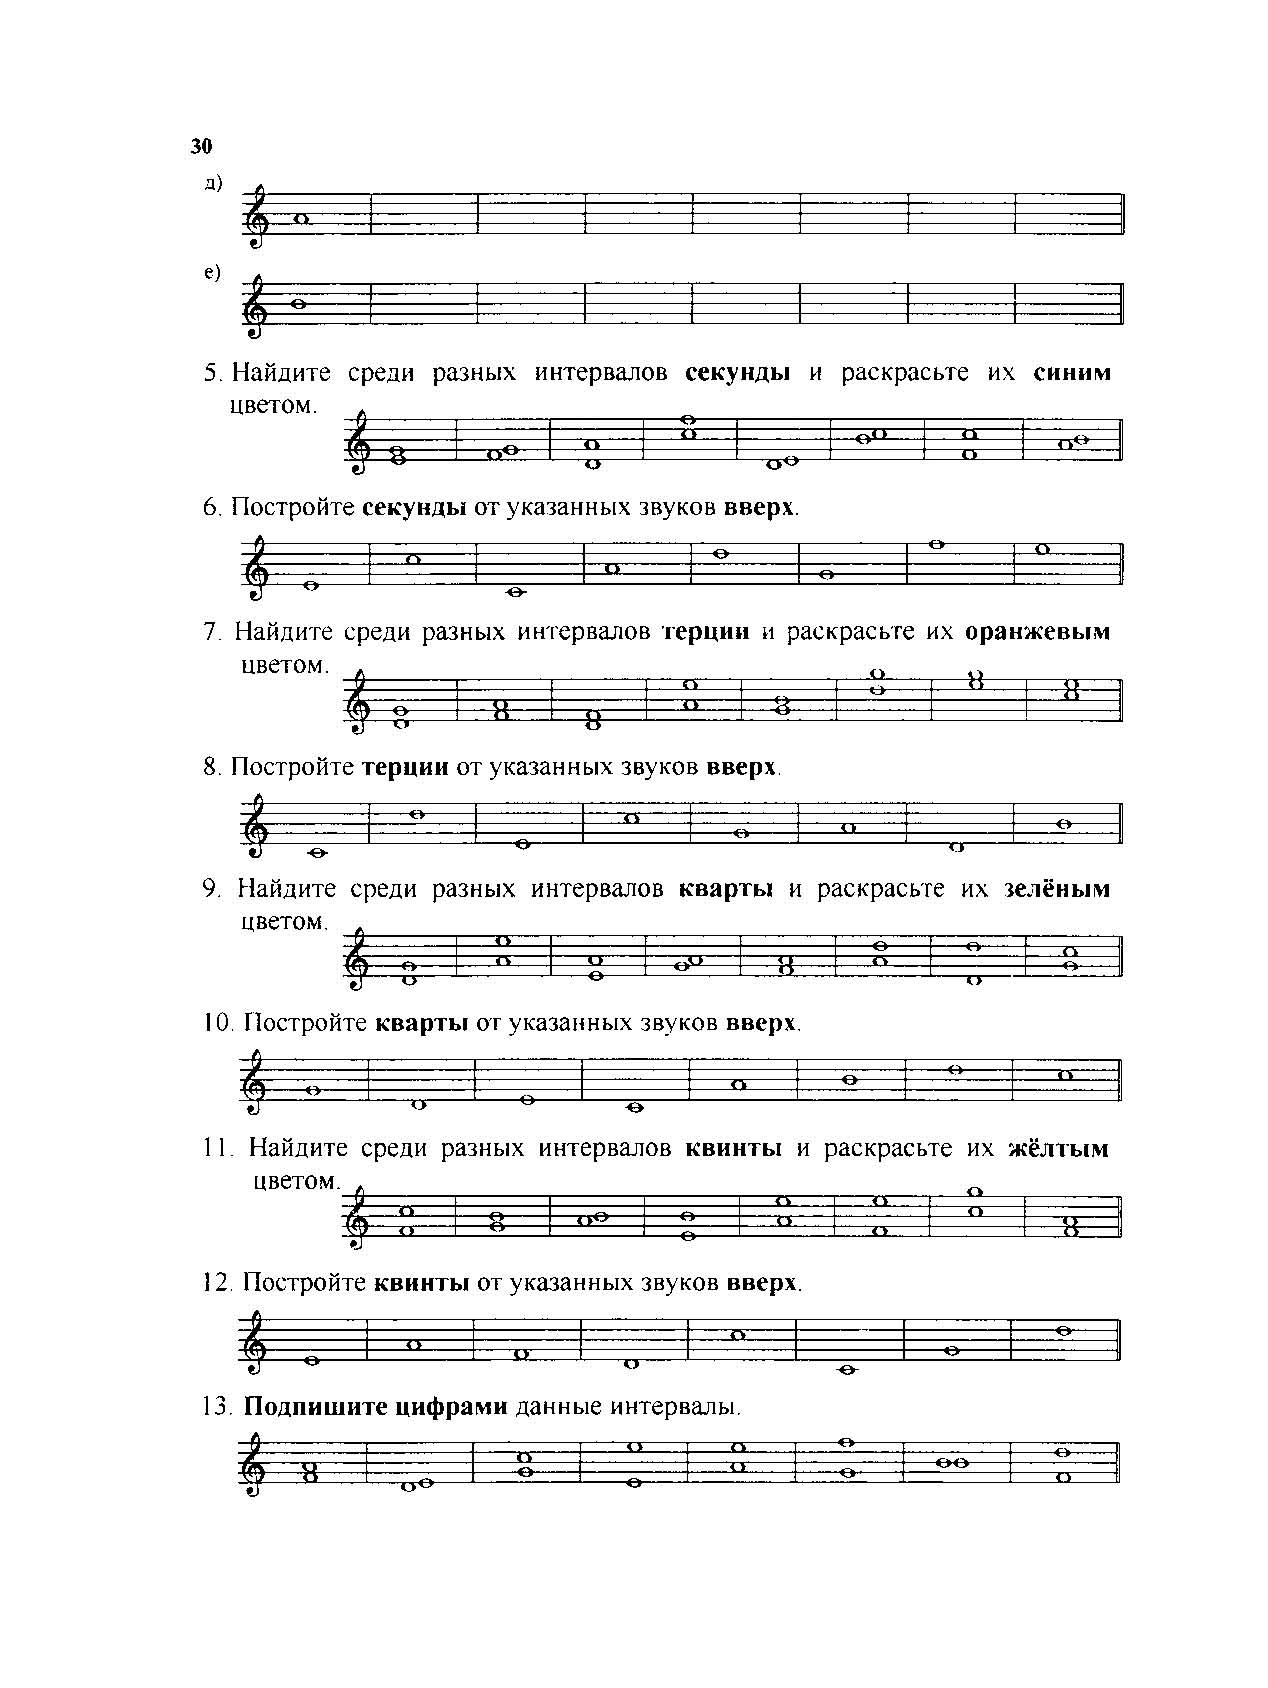 30
д)
е)
5. Найдите среди разных интервалов секунды и раскрасьте их синим
цветом.
6. Постройте секунды от указанных звуков вверх.
7. Найдите среди разных интервалов терции и раскрасьте их оранжевым
цветом.
8. Постройте терции от указанных звуков вверх.
9. Найдите среди разных интервалов кварты и раскрасьте их зелёным
цветом.
10. Постройте кварты от указанных звуков вверх.
11. Найдите среди разных интервалов квинты и раскрасьте их жёлтым
цветом.
12. Постройте квинты от указанных звуков вверх.
13. Подпишите цифрами данные интервалы.